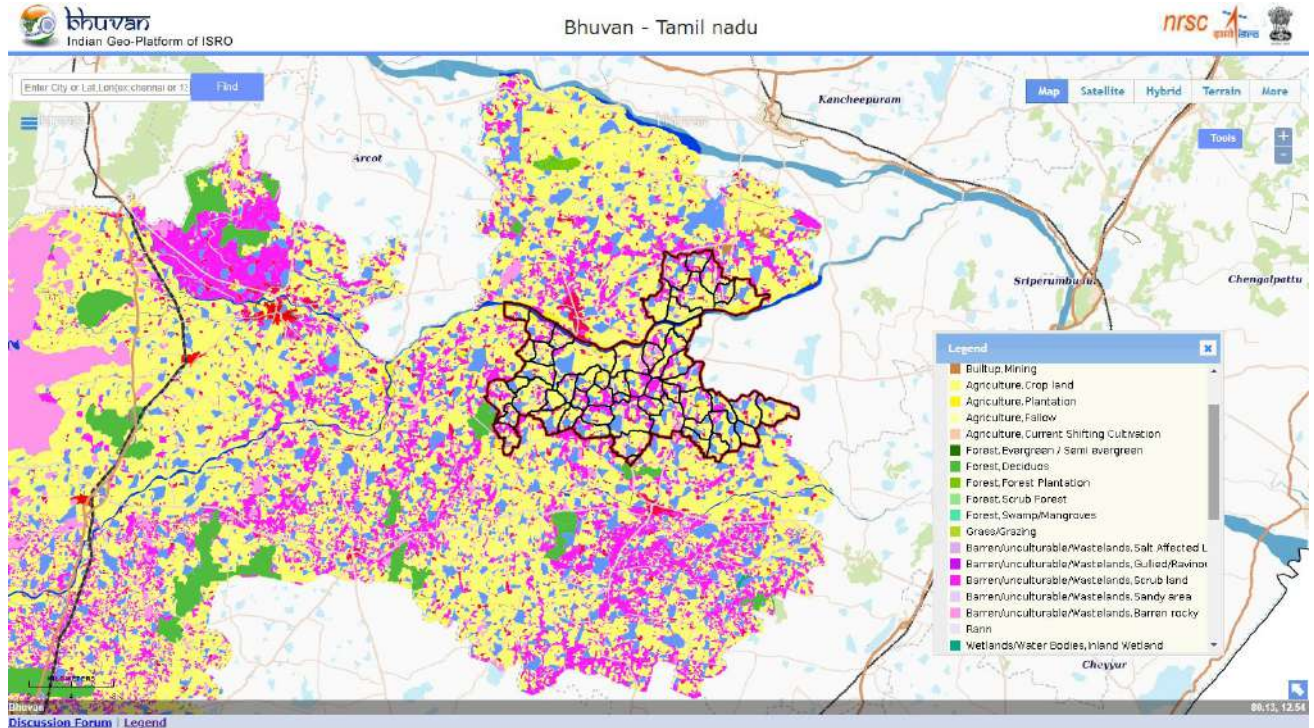 bhuvan
Indian Geo-Platform of ISRO
Bhuvan - Tamil nadu
nrsc
इसरो isro
Enter City or Lat,Lon(ex:chennai or 13
Find
Map
Satellite
Hybrid
Terrain
More
Tools
+
-
Kancheepuram
Arcot
Sriperumbudur
Chengalpattu
Legend
x
Builtup,Mining
Agriculture,Crop land
Agriculture,Plantation
Agriculture,Fallow
Agriculture,Current Shifting Cultivation
Forest,Evergreen / Semi evergreen
Forest,Deciduos
Forest,Forest Plantation
Forest,Scrub Forest
Forest,Swamp/Mangroves
Grass/Grazing
Barren/unculturable/Wastelands,Salt Affected L
Barren/unculturable/Wastelands,Gullied/Ravinou
Barren/unculturable/Wastelands,Scrub land
Barren/unculturable/Wastelands,Sandy area
Barren/unculturable/Wastelands,Barren rocky
Rann
Wetlands/Water Bodies,Inland Wetland
Cheyyur
Bhuvan
80.13, 12.54
Discussion Forum | Legend